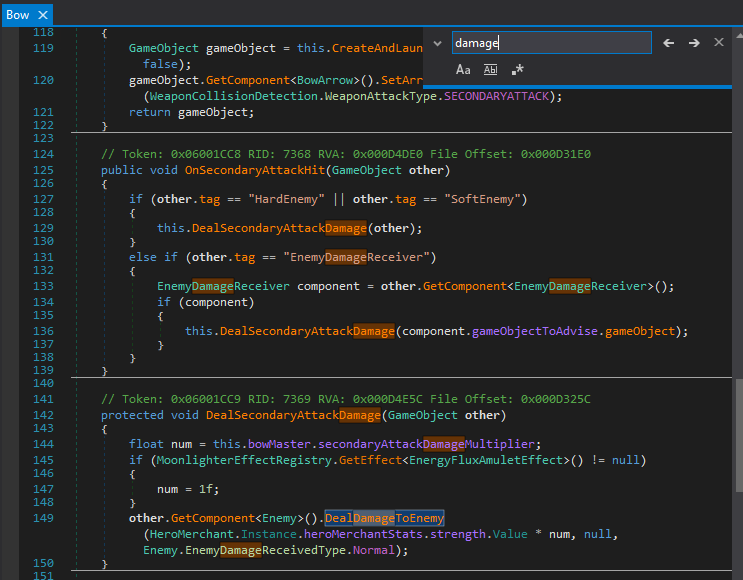 Bow ×
damage
Aa Ab .*
118 {
119 GameObject gameObject = this.CreateAndLaun
false);
120 gameObject.GetComponent<BowArrow>().SetArr
(WeaponCollisionDetection.WeaponAttackType.SECONDARYATTACK);
121 return gameObject;
122 }
123
124 // Token: 0x06001CC8 RID: 7368 RVA: 0x000D4DE0 File Offset: 0x000D31E0
125 public void OnSecondaryAttackHit(GameObject other)
126 {
127 if (other.tag == "HardEnemy" || other.tag == "SoftEnemy")
128 {
129 this.DealSecondaryAttackDamage(other);
130 }
131 else if (other.tag == "EnemyDamageReceiver")
132 {
133 EnemyDamageReceiver component = other.GetComponent<EnemyDamageReceiver>();
134 if (component)
135 {
136 this.DealSecondaryAttackDamage(component.gameObjectToAdvise.gameObject);
137 }
138 }
139 }
140
141 // Token: 0x06001CC9 RID: 7369 RVA: 0x000D4E5C File Offset: 0x000D325C
142 protected void DealSecondaryAttackDamage(GameObject other)
143 {
144 float num = this.bowMaster.secondaryAttackDamageMultiplier;
145 if (MoonlighterEffectRegistry.GetEffect<EnergyFluxAmuletEffect>() != null)
146 {
147 num = 1f;
148 }
149 other.GetComponent<Enemy>().DealDamageToEnemy
(HeroMerchant.Instance.heroMerchantStats.strength.Value * num, null,
Enemy.EnemyDamageReceivedType.Normal);
150 }
151